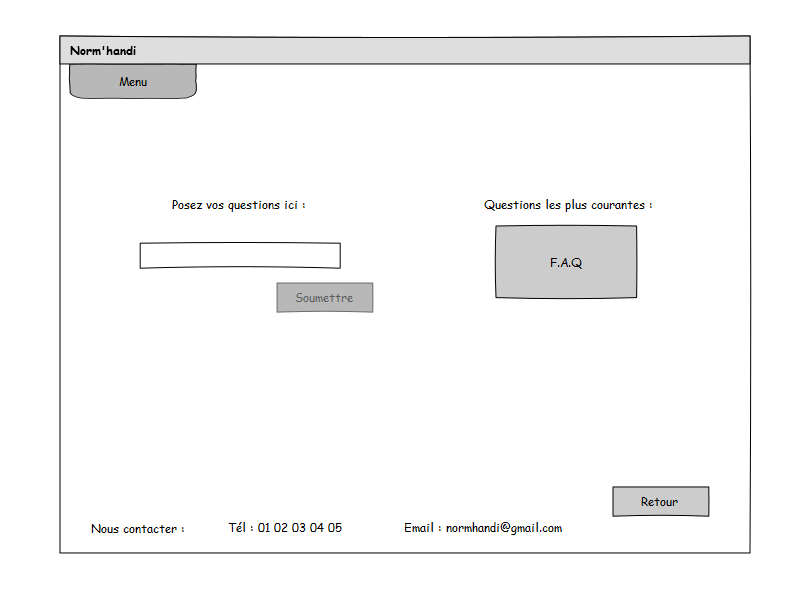 Norm'handi
Menu
Posez vos questions ici :
Questions les plus courantes :
F.A.Q
Soumettre
Retour
Nous contacter :
Tél : 01 02 03 04 05
Email : normhandi@gmail.com